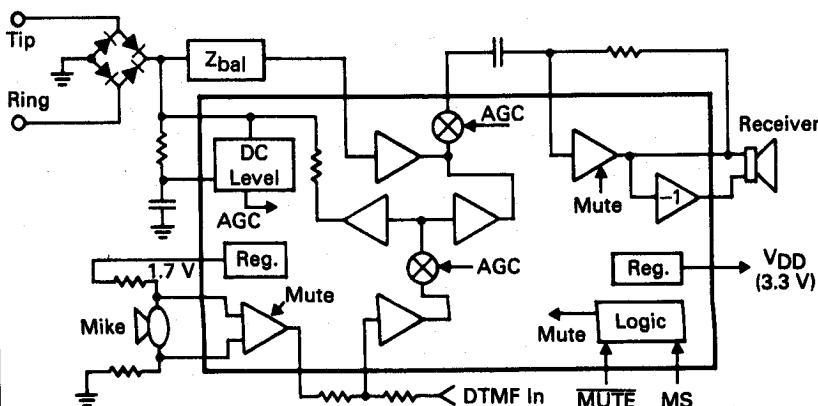 Tip
Zbal
Ring
AGC
Receiver
DC
Level
Mute
-1
AGC
1.7 V
Reg.
AGC
Reg.
VDD
(3.3 V)
Mute
Mike
Mute
Logic
DTMF In
MUTE
MS